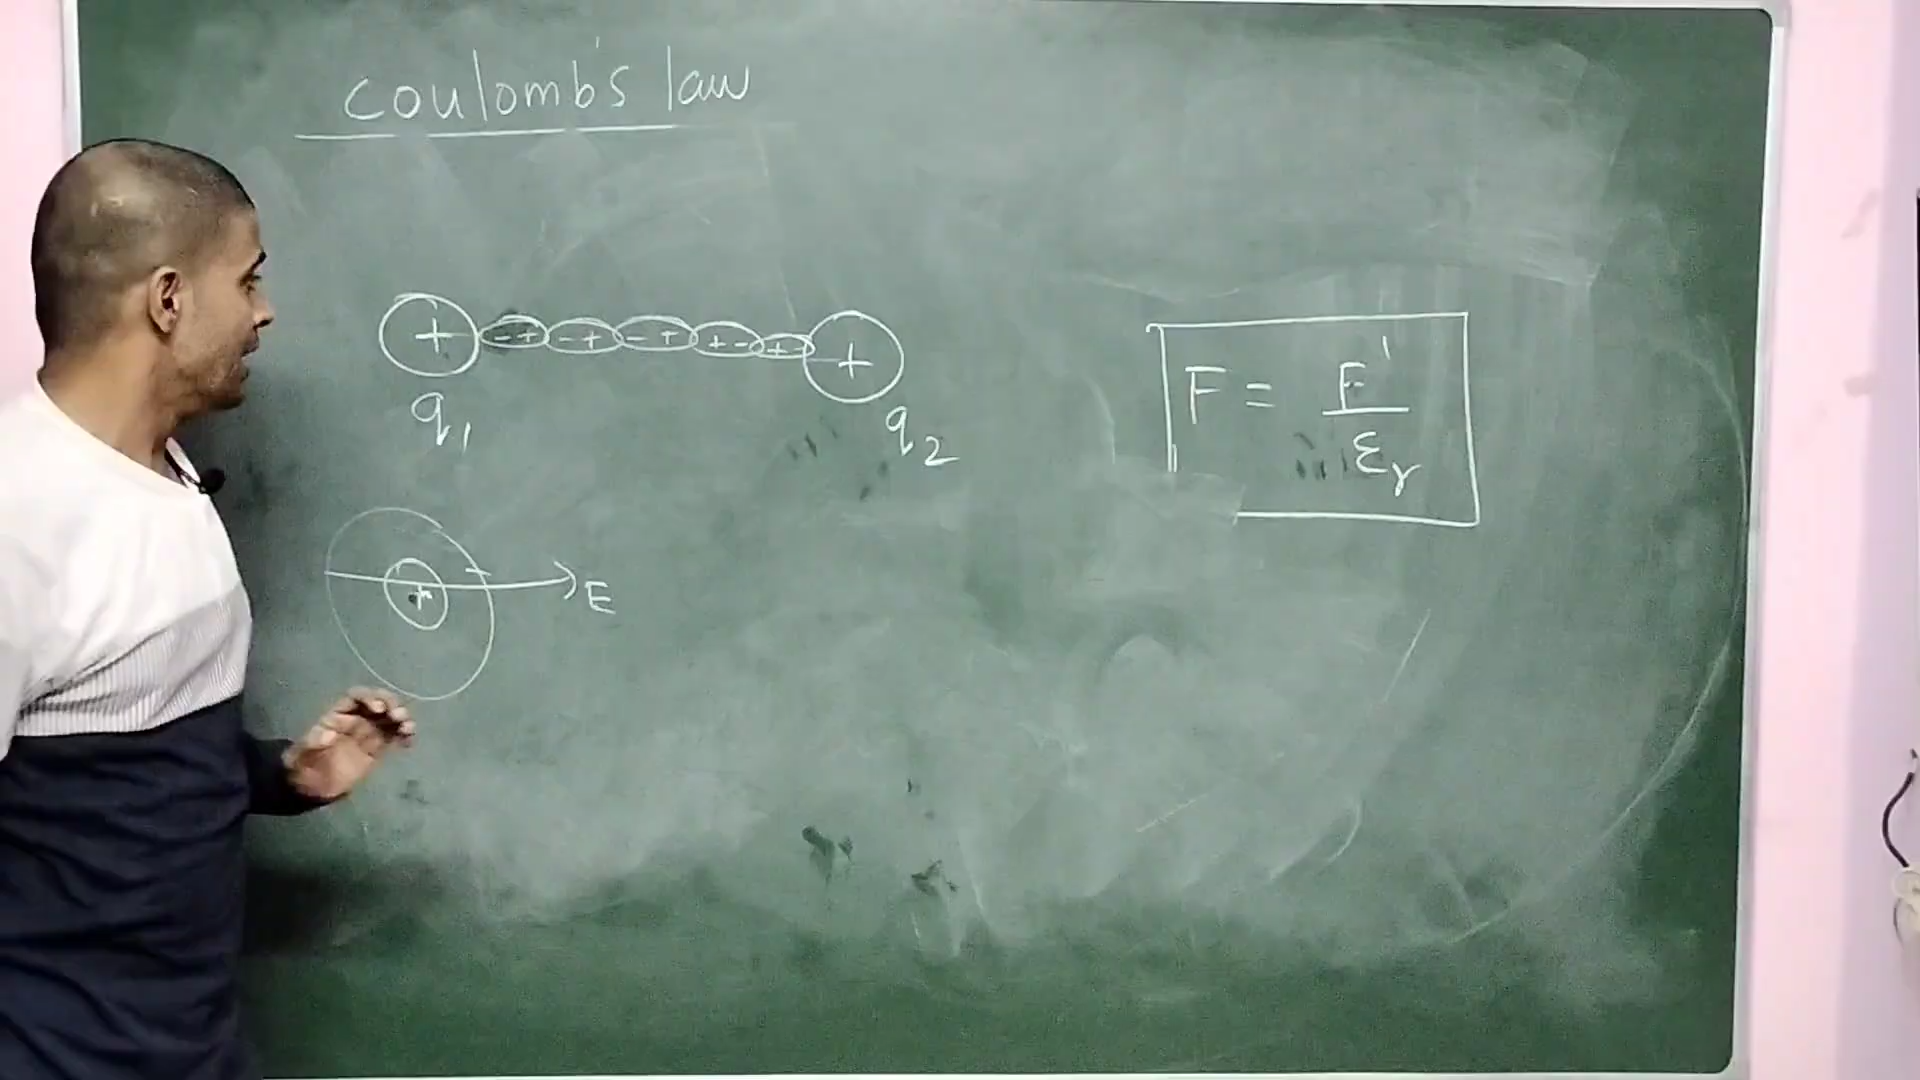 coulomb's law
+ - + - + - + + - + - +
q1 q2
F = F' / εr
+ - E